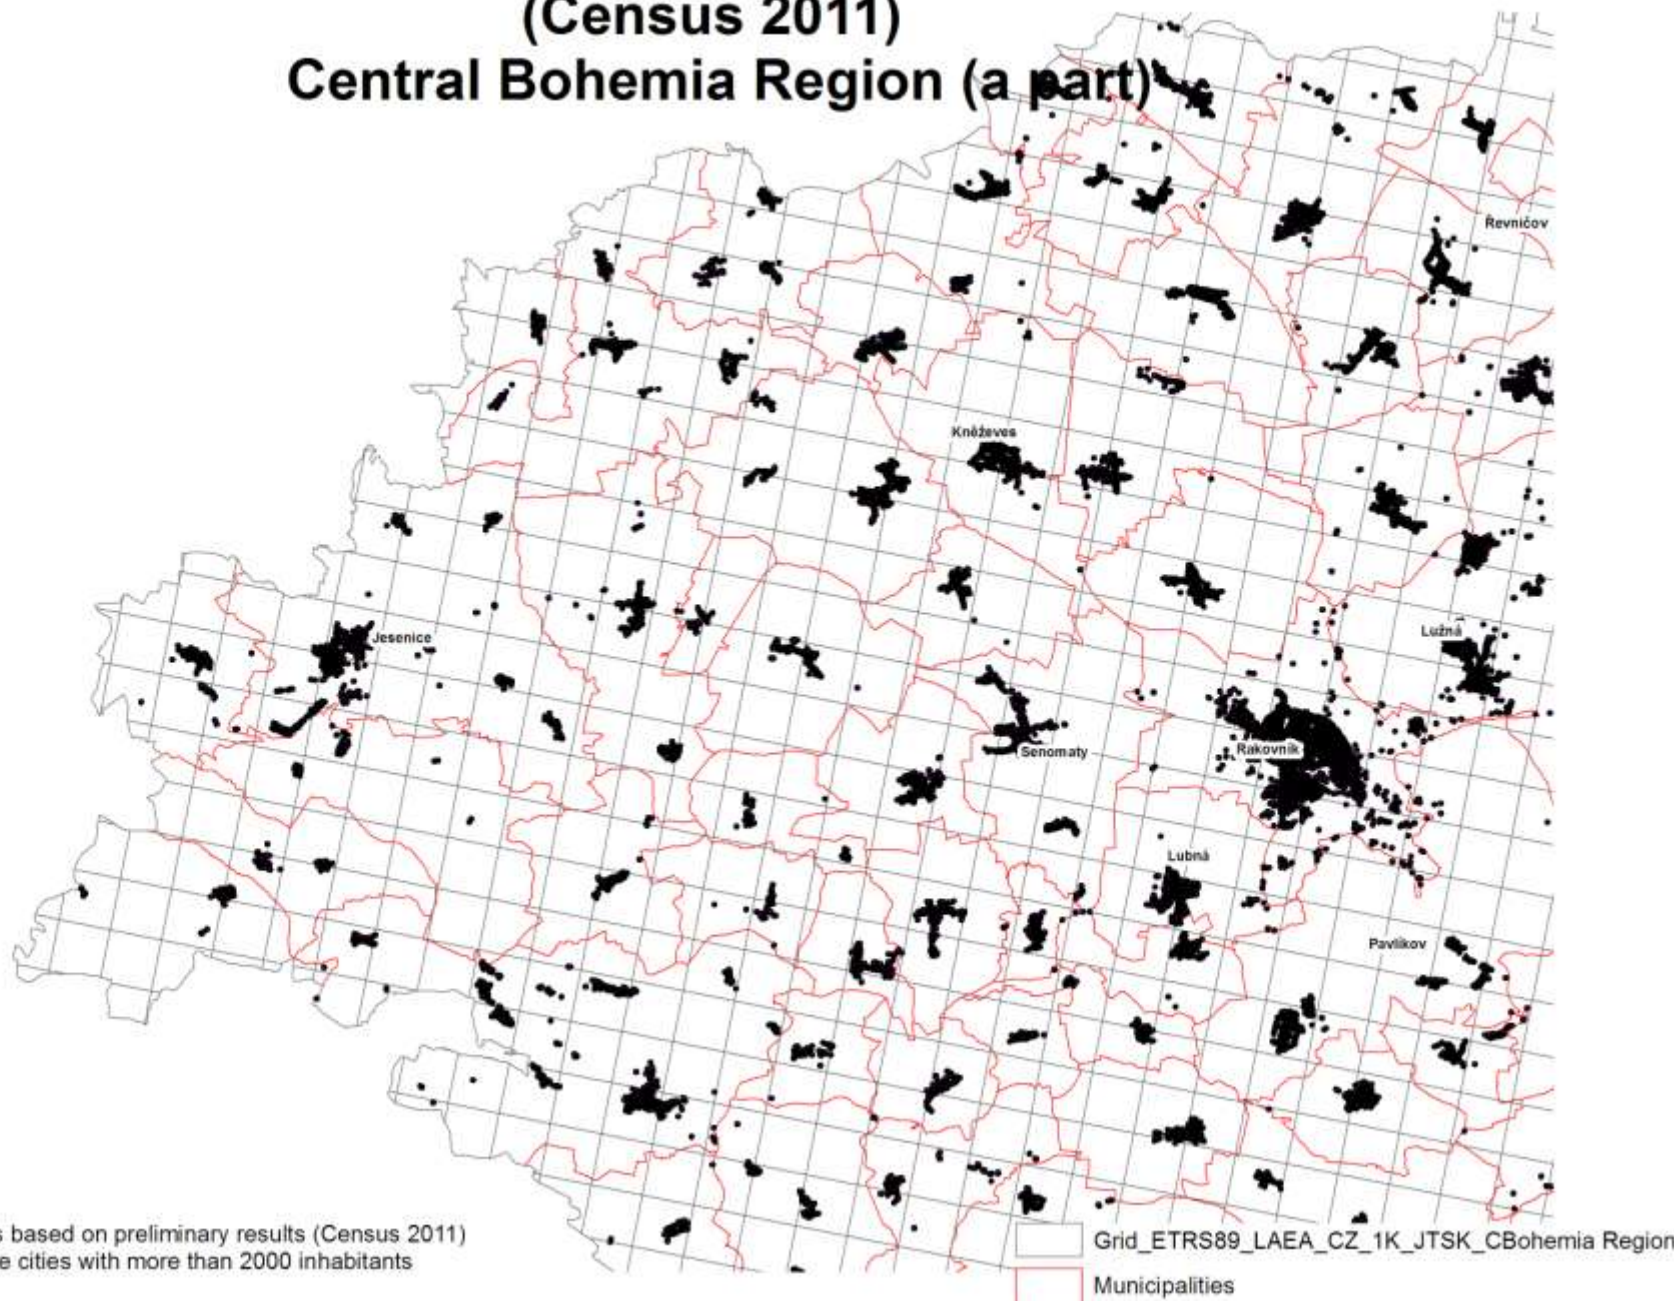 (Census 2011)
Central Bohemia Region (a part)
Řevničov
Kněževes
Lužná
Jesenice
Rakovník
Senomaty
Lubná
Pavlíkov
s based on preliminary results (Census 2011)
e cities with more than 2000 inhabitants
Grid_ETRS89_LAEA_CZ_1K_JTSK_CBohemia Region
Municipalities